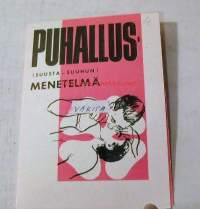 PUHALLUS-
(SUUSTA - SUUHUN)
MENETELMÄ